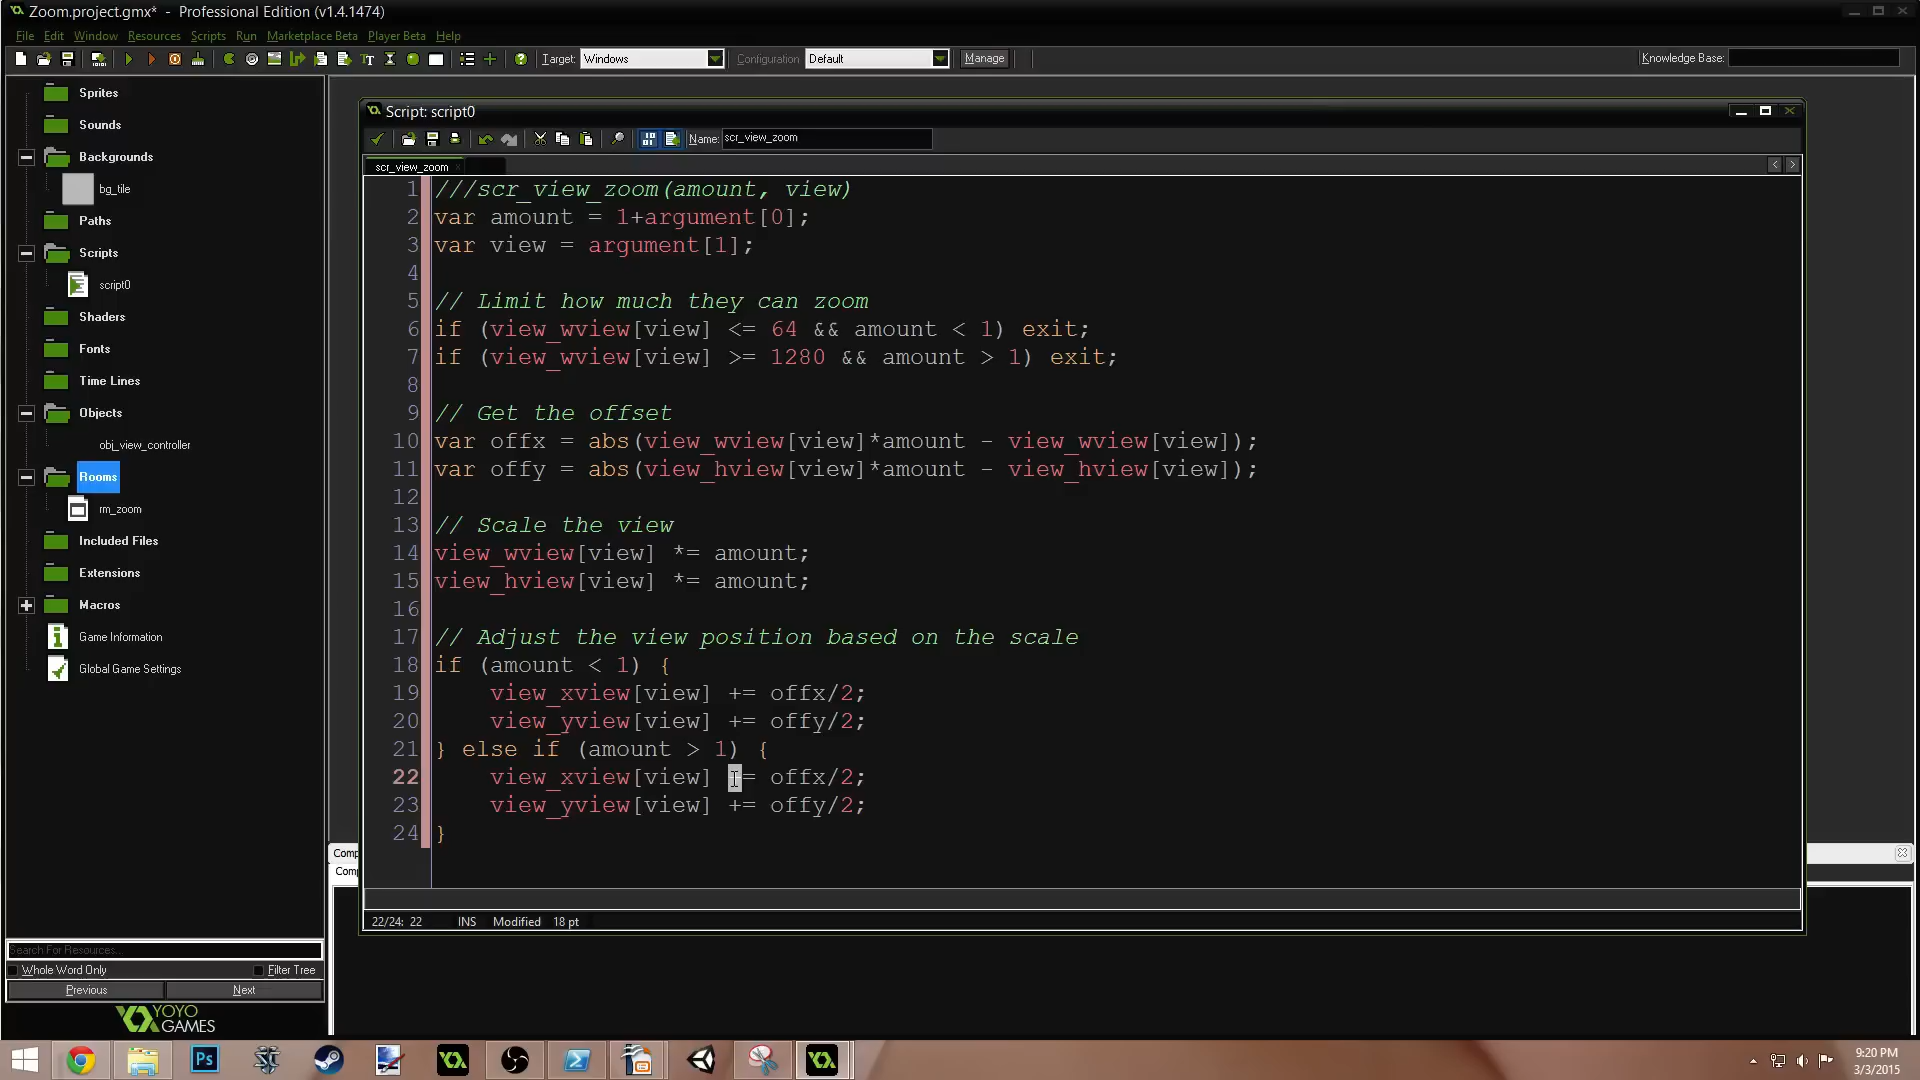 Zoom.project.gmx* - Professional Edition (v1.4.1474)
File Edit Window Resources Scripts Run Marketplace Beta Player Beta Help
Target: Windows Configuration Default Manage Knowledge Base:
Sprites
Sounds
Backgrounds
bg_tile
Paths
Scripts
script0
Shaders
Fonts
Time Lines
Objects
obj_view_controller
Rooms
rm_zoom
Included Files
Extensions
Macros
Game Information
Global Game Settings
Search For Resources...
Whole Word Only Filter Tree
Previous Next
YOYO
GAMES
Script: script0
Name: scr_view_zoom
scr_view_zoom
1 ///scr_view_zoom(amount, view)
2 var amount = 1+argument[0];
3 var view = argument[1];
4
5 // Limit how much they can zoom
6 if (view_wview[view] <= 64 && amount < 1) exit;
7 if (view_wview[view] >= 1280 && amount > 1) exit;
8
9 // Get the offset
10 var offx = abs(view_wview[view]*amount - view_wview[view]);
11 var offy = abs(view_hview[view]*amount - view_hview[view]);
12
13 // Scale the view
14 view_wview[view] *= amount;
15 view_hview[view] *= amount;
16
17 // Adjust the view position based on the scale
18 if (amount < 1) {
19 view_xview[view] += offx/2;
20 view_yview[view] += offy/2;
21 } else if (amount > 1) {
22 view_xview[view] += offx/2;
23 view_yview[view] += offy/2;
24 }
22/24: 22 INS Modified 18 pt
Comp
Com
Ps
9:20 PM
3/3/2015